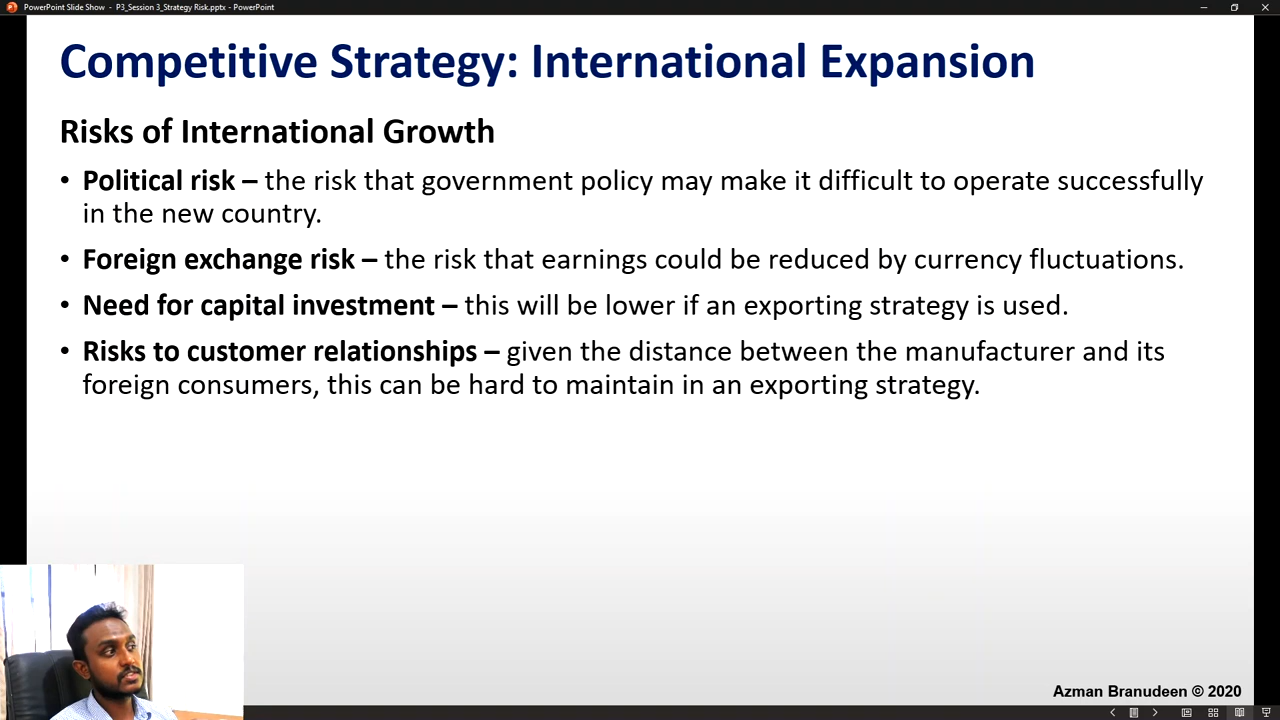 PowerPoint Slide Show - P3_Session 3_Strategy Risk.pptx - PowerPoint
Competitive Strategy: International Expansion
Risks of International Growth
• Political risk – the risk that government policy may make it difficult to operate successfully
in the new country.
• Foreign exchange risk – the risk that earnings could be reduced by currency fluctuations.
• Need for capital investment – this will be lower if an exporting strategy is used.
• Risks to customer relationships – given the distance between the manufacturer and its
foreign consumers, this can be hard to maintain in an exporting strategy.
Azman Branudeen © 2020